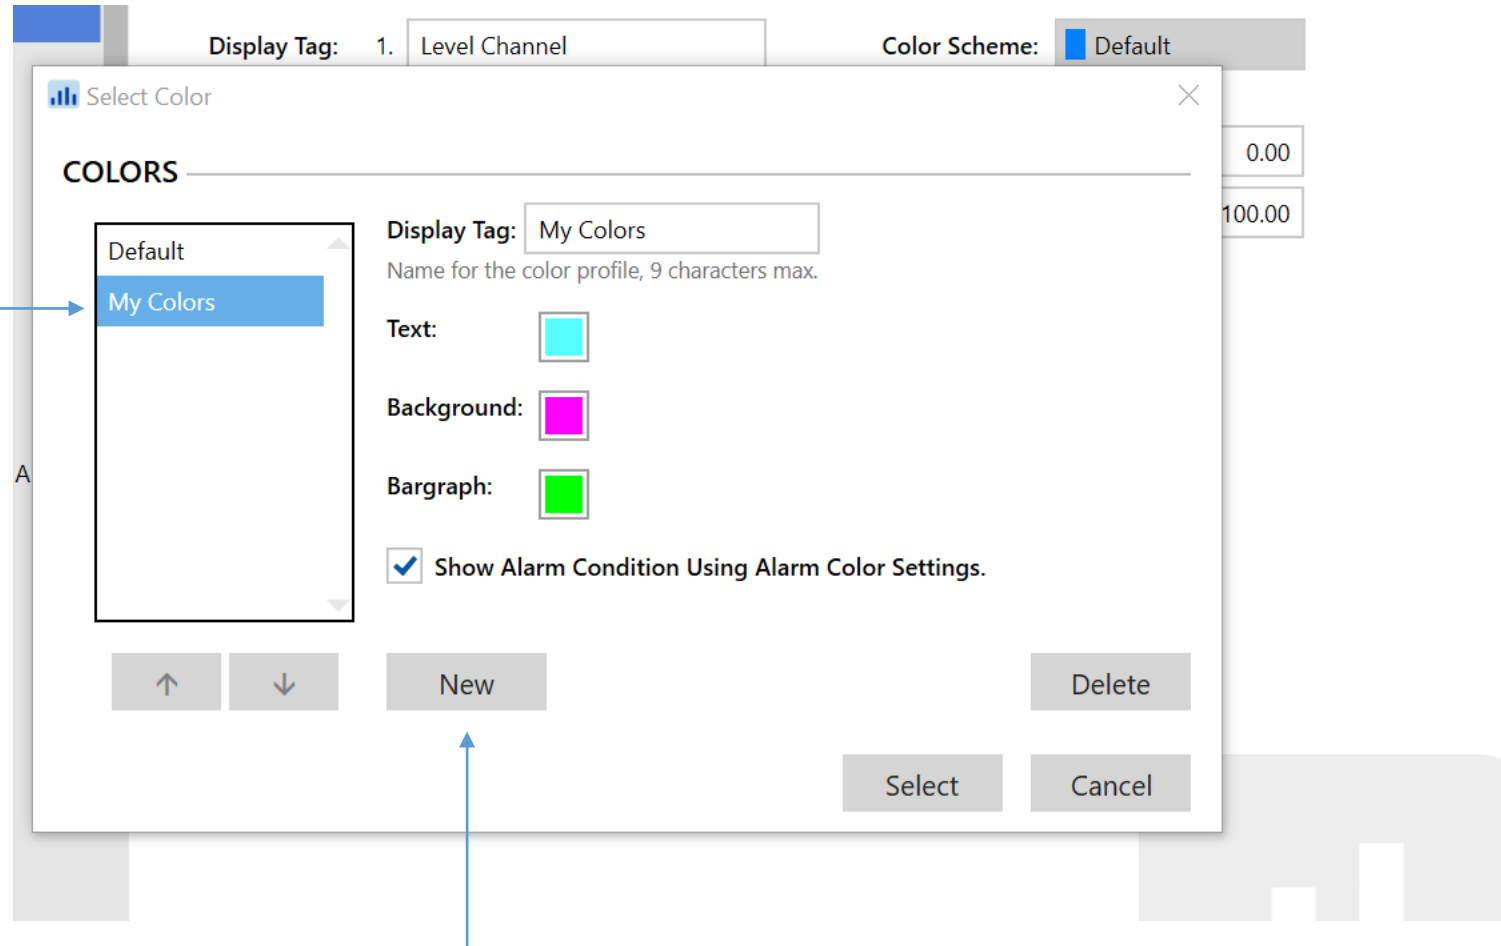 Display Tag: 1. Level Channel Color Scheme: Default
Select Color
COLORS
0.00
100.00
Default
My Colors
Display Tag: My Colors
Name for the color profile, 9 characters max.
Text:
Background:
A
Bargraph:
Show Alarm Condition Using Alarm Color Settings.
New
Delete
Select
Cancel